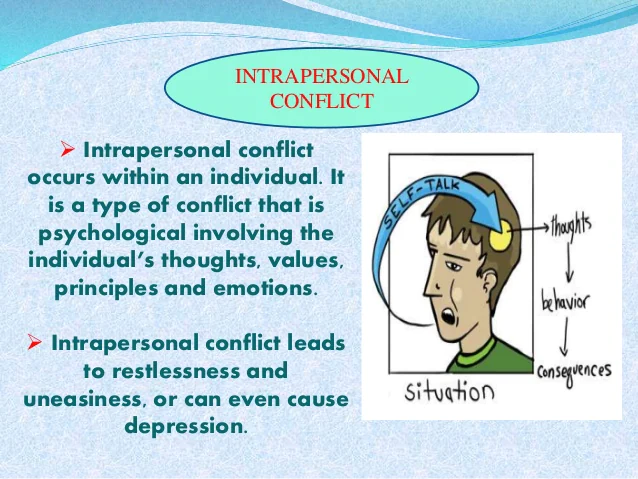 INTRAPERSONAL
CONFLICT
➢ Intrapersonal conflict
occurs within an individual. It
is a type of conflict that is
psychological involving the
individual's thoughts, values,
principles and emotions.
➢ Intrapersonal conflict leads
to restlessness and
uneasiness, or can even cause
depression.
SELF-TALK
thoughts
behavior
consequences
situation